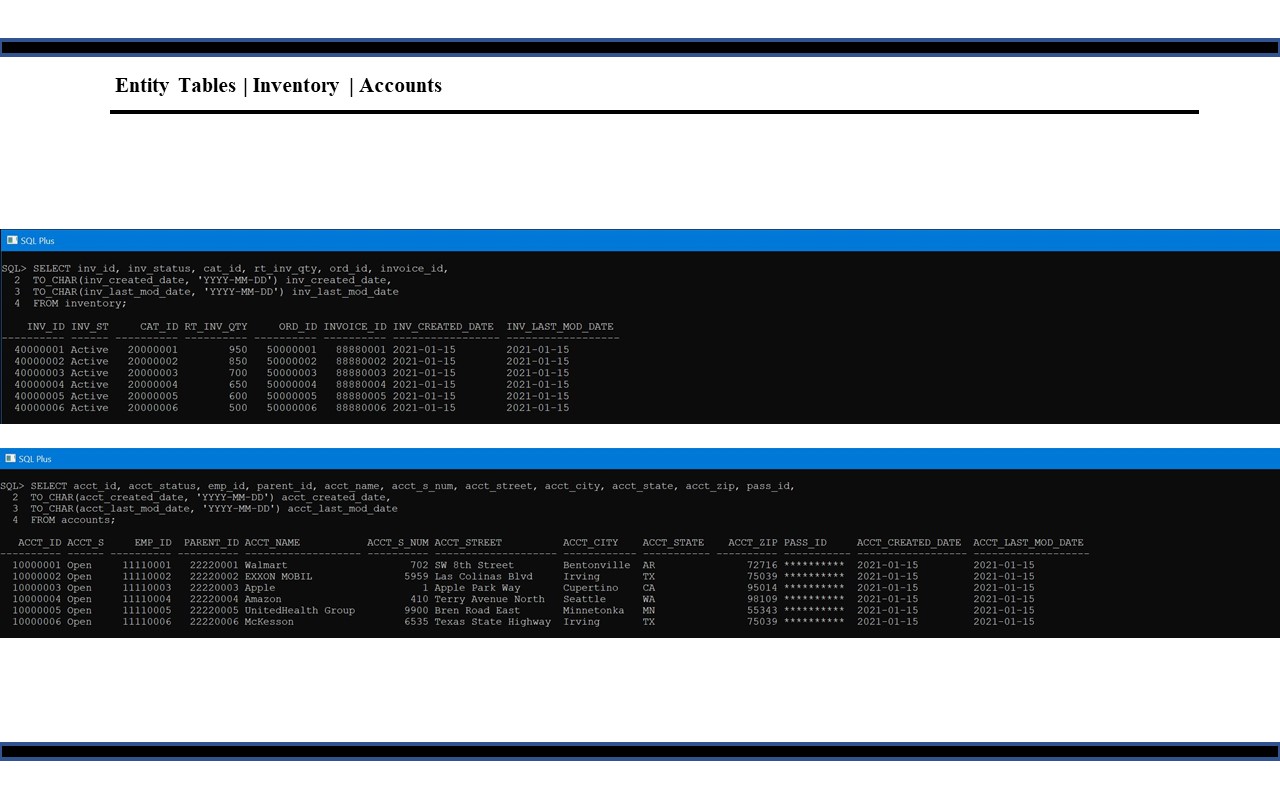 Entity Tables | Inventory | Accounts
SQL Plus
SQL> SELECT inv_id, inv_status, cat_id, rt_inv_qty, ord_id, invoice_id,
2 TO_CHAR(inv_created_date, 'YYYY-MM-DD') inv_created_date,
3 TO_CHAR(inv_last_mod_date, 'YYYY-MM-DD') inv_last_mod_date
4 FROM inventory;
INV_ID INV_ST CAT_ID RT_INV_QTY ORD_ID INVOICE_ID INV_CREATED_DATE INV_LAST_MOD_DATE
---------- ------ ---------- ---------- ---------- ---------- ----------------- ------------------
40000001 Active 20000001 950 50000001 88880001 2021-01-15 2021-01-15
40000002 Active 20000002 850 50000002 88880002 2021-01-15 2021-01-15
40000003 Active 20000003 700 50000003 88880003 2021-01-15 2021-01-15
40000004 Active 20000004 650 50000004 88880004 2021-01-15 2021-01-15
40000005 Active 20000005 600 50000005 88880005 2021-01-15 2021-01-15
40000006 Active 20000006 500 50000006 88880006 2021-01-15 2021-01-15
SQL Plus
SQL> SELECT acct_id, acct_status, emp_id, parent_id, acct_name, acct_s_num, acct_street, acct_city, acct_state, acct_zip, pass_id,
2 TO_CHAR(acct_created_date, 'YYYY-MM-DD') acct_created_date,
3 TO_CHAR(acct_last_mod_date, 'YYYY-MM-DD') acct_last_mod_date
4 FROM accounts;
ACCT_ID ACCT_S EMP_ID PARENT_ID ACCT_NAME ACCT_S_NUM ACCT_STREET ACCT_CITY ACCT_STATE ACCT_ZIP PASS_ID ACCT_CREATED_DATE ACCT_LAST_MOD_DATE
---------- ------ ---------- ---------- ------------------- ---------- -------------------- ------------ ----------- ---------- ----------- ------------------ -------------------
10000001 Open 11110001 22220001 Walmart 702 SW 8th Street Bentonville AR 72716 ********** 2021-01-15 2021-01-15
10000002 Open 11110002 22220002 EXXON MOBIL 5959 Las Colinas Blvd Irving TX 75039 ********** 2021-01-15 2021-01-15
10000003 Open 11110003 22220003 Apple 1 Apple Park Way Cupertino CA 95014 ********** 2021-01-15 2021-01-15
10000004 Open 11110004 22220004 Amazon 410 Terry Avenue North Seattle WA 98109 ********** 2021-01-15 2021-01-15
10000005 Open 11110005 22220005 UnitedHealth Group 9900 Bren Road East Minnetonka MN 55343 ********** 2021-01-15 2021-01-15
10000006 Open 11110006 22220006 McKesson 6535 Texas State Highway Irving TX 75039 ********** 2021-01-15 2021-01-15